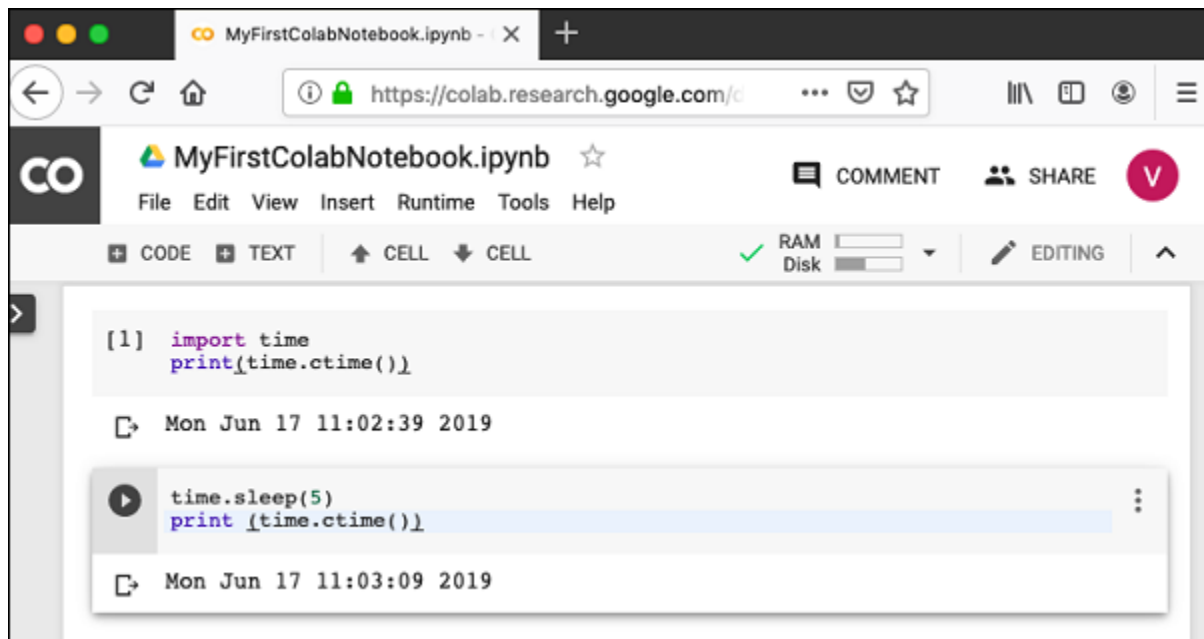 CO MyFirstColabNotebook.ipynb - 
https://colab.research.google.com/
CO
MyFirstColabNotebook.ipynb
COMMENT SHARE V
File Edit View Insert Runtime Tools Help
CODE TEXT CELL CELL RAM Disk EDITING
[1] import time
print(time.ctime())
Mon Jun 17 11:02:39 2019
time.sleep(5)
print (time.ctime())
Mon Jun 17 11:03:09 2019